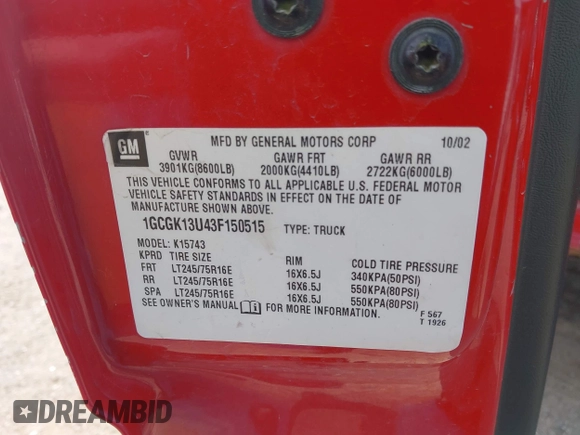 GM
MFD BY GENERAL MOTORS CORP 10/02
GVWR GAWR FRT GAWR RR
3901KG(8600LB) 2000KG(4410LB) 2722KG(6000LB)
THIS VEHICLE CONFORMS TO ALL APPLICABLE U.S. FEDERAL MOTOR
VEHICLE SAFETY STANDARDS IN EFFECT ON THE DATE OF
MANUFACTURE SHOWN ABOVE.
1GCGK13U43F150515 TYPE: TRUCK
MODEL: K15743
KPRD TIRE SIZE RIM COLD TIRE PRESSURE
FRT LT245/75R16E 16X6.5J 340KPA(50PSI)
RR LT245/75R16E 16X6.5J 550KPA(80PSI)
SPA LT245/75R16E 16X6.5J 550KPA(80PSI)
SEE OWNER'S MANUAL FOR MORE INFORMATION. F 567
T 1926
DREAMBID